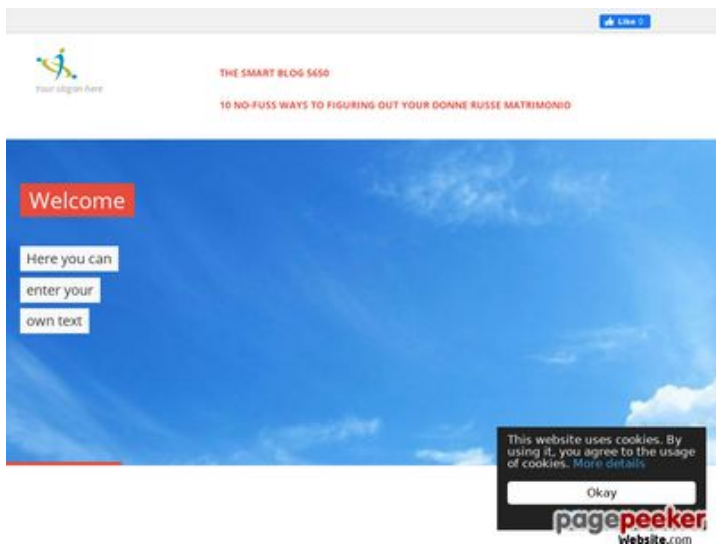 Like 0
Your slogan here
THE SMART BLOG 5650
10 NO-FUSS WAYS TO FIGURING OUT YOUR DONNE RUSSE MATRIMONIO
Welcome
Here you can
enter your
own text
This website uses cookies. By
using it, you agree to the usage
of cookies. More details
Okay
pagepeeker
Website.com